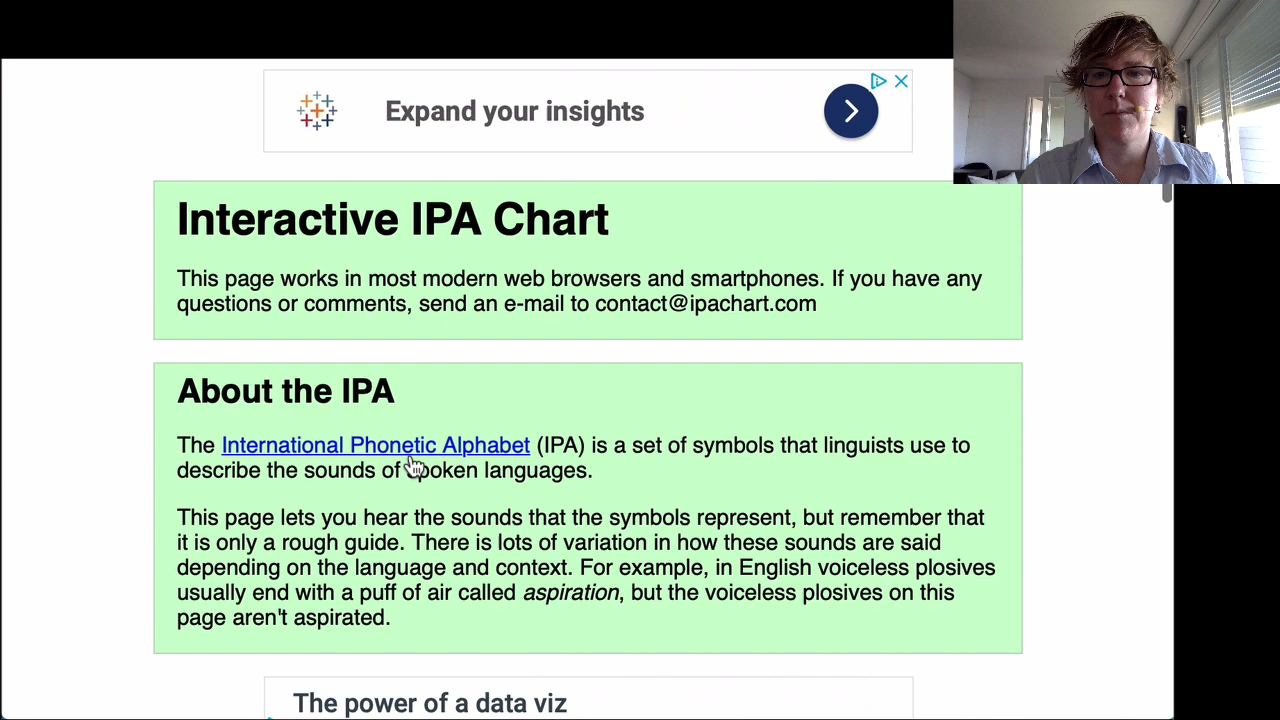 Expand your insights
Interactive IPA Chart
This page works in most modern web browsers and smartphones. If you have any
questions or comments, send an e-mail to contact@ipachart.com
About the IPA
The International Phonetic Alphabet (IPA) is a set of symbols that linguists use to
describe the sounds of spoken languages.
This page lets you hear the sounds that the symbols represent, but remember that
it is only a rough guide. There is lots of variation in how these sounds are said
depending on the language and context. For example, in English voiceless plosives
usually end with a puff of air called aspiration, but the voiceless plosives on this
page aren't aspirated.
The power of a data viz